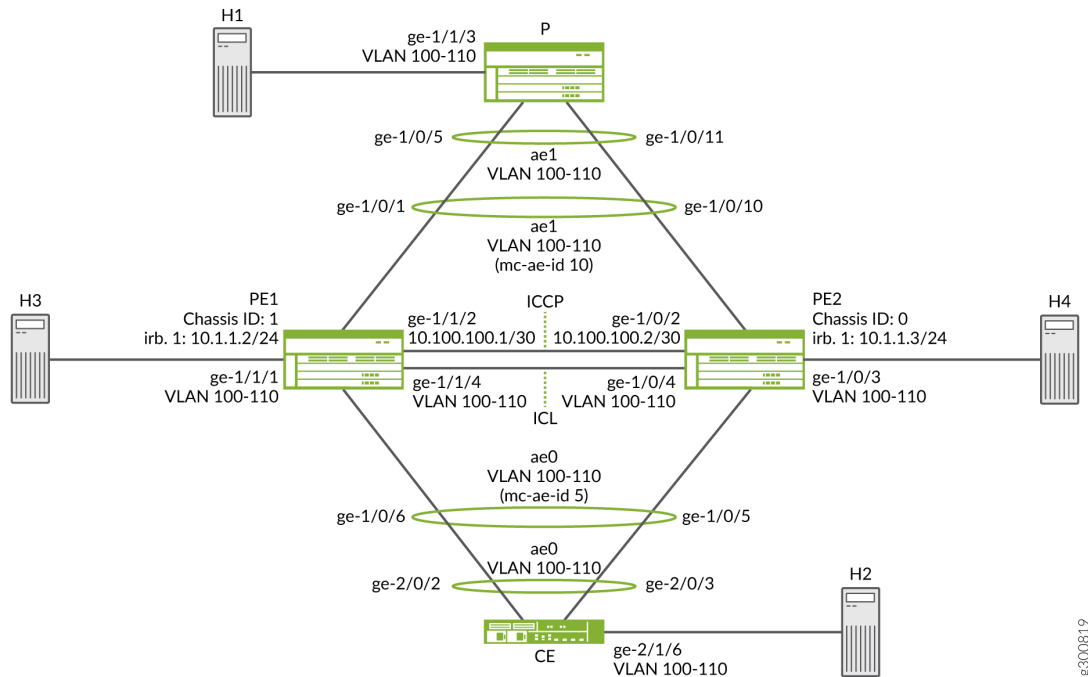 H1
ge-1/1/3
VLAN 100-110
P
ge-1/0/5
ge-1/0/11
ae1
VLAN 100-110
ge-1/0/1
ge-1/0/10
ae1
VLAN 100-110
(mc-ae-id 10)
H3
PE1
Chassis ID: 1
irb. 1: 10.1.1.2/24
ICCP
ge-1/1/2
10.100.100.1/30
ge-1/0/2
10.100.100.2/30
PE2
Chassis ID: 0
irb. 1: 10.1.1.3/24
H4
ge-1/1/1
VLAN 100-110
ge-1/1/4
VLAN 100-110
ge-1/0/4
VLAN 100-110
ICL
ge-1/0/3
VLAN 100-110
ae0
VLAN 100-110
(mc-ae-id 5)
ge-1/0/6
ge-1/0/5
ae0
VLAN 100-110
ge-2/0/2
ge-2/0/3
H2
CE
ge-2/1/6
VLAN 100-110
g300819